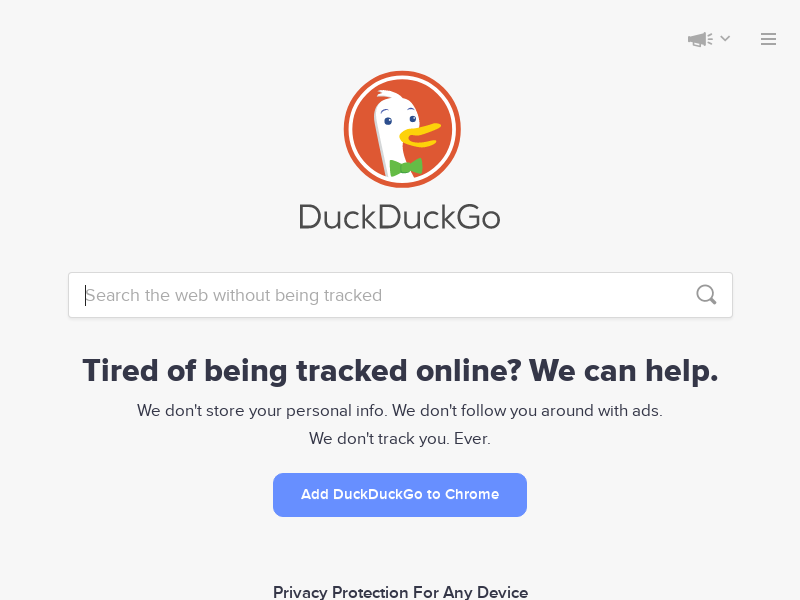 DuckDuckGo
Search the web without being tracked
Tired of being tracked online? We can help.
We don't store your personal info. We don't follow you around with ads.
We don't track you. Ever.
Add DuckDuckGo to Chrome
Privacy Protection For Any Device